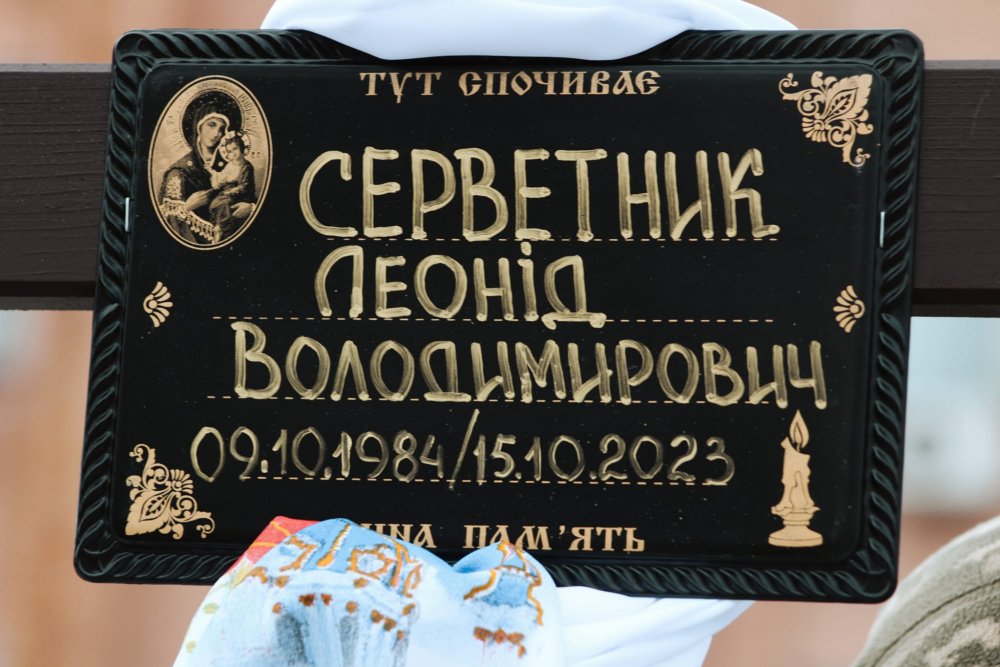 ТУТ СПОЧИВАЄ
СЕРВЕТНИК
ЛЕОНІД
ВОЛОДИМИРОВИЧ
09.10.1984/15.10.2023
ПАМ'ЯТЬ